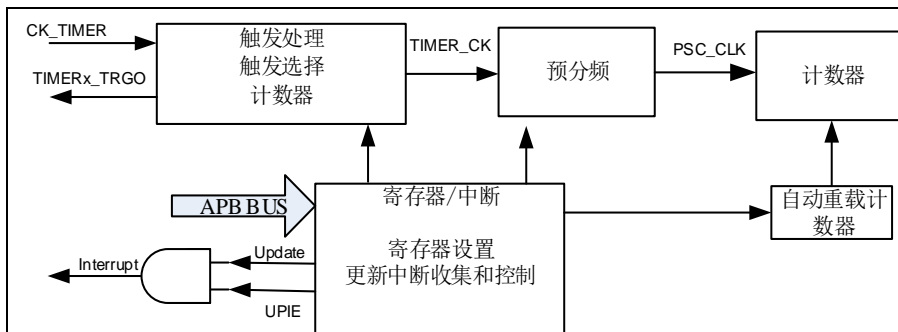 CK_TIMER
TIMERx_TRGO
触发处理
触发选择
计数器
TIMER_CK
预分频
PSC_CLK
计数器
APB BUS
寄存器/中断
寄存器设置
更新中断收集和控制
自动重载计
数器
Interrupt
Update
UPIE